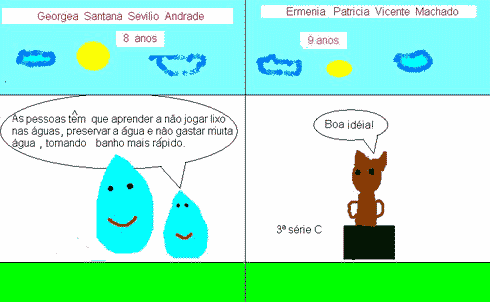 Georgea Santana Sevilio Andrade
8 anos
Ermenia Patricia Vicente Machado
9 anos
As pessoas têm que aprender a não jogar lixo
nas águas, preservar a água e não gastar muita
água , tomando banho mais rápido.
Boa idéia!
3ª série C